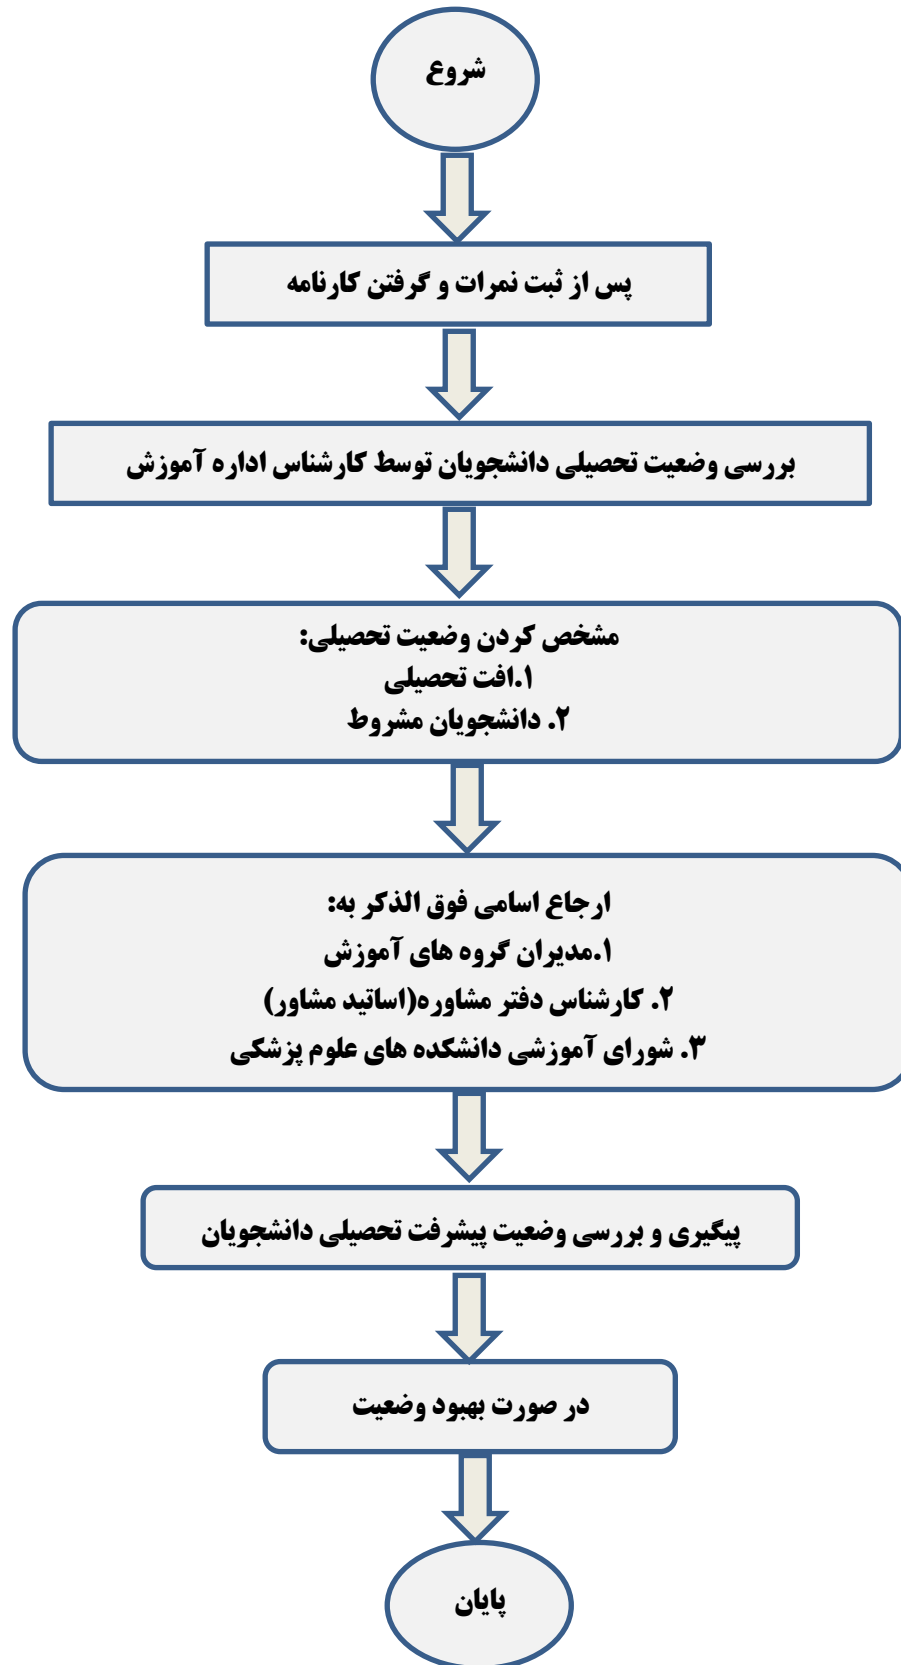 شروع
پس از ثبت نمرات و گرفتن کارنامه
بررسی وضعیت تحصیلی دانشجویان توسط کارشناس اداره آموزش
مشخص کردن وضعیت تحصیلی:
۱.افت تحصیلی
۲. دانشجویان مشروط
ارجاع اسامی فوق الذکر به:
۱.مدیران گروه های آموزش
۲. کارشناس دفتر مشاوره(اساتید مشاور)
۳. شورای آموزشی دانشکده های علوم پزشکی
پیگیری و بررسی وضعیت پیشرفت تحصیلی دانشجویان
در صورت بهبود وضعیت
پایان